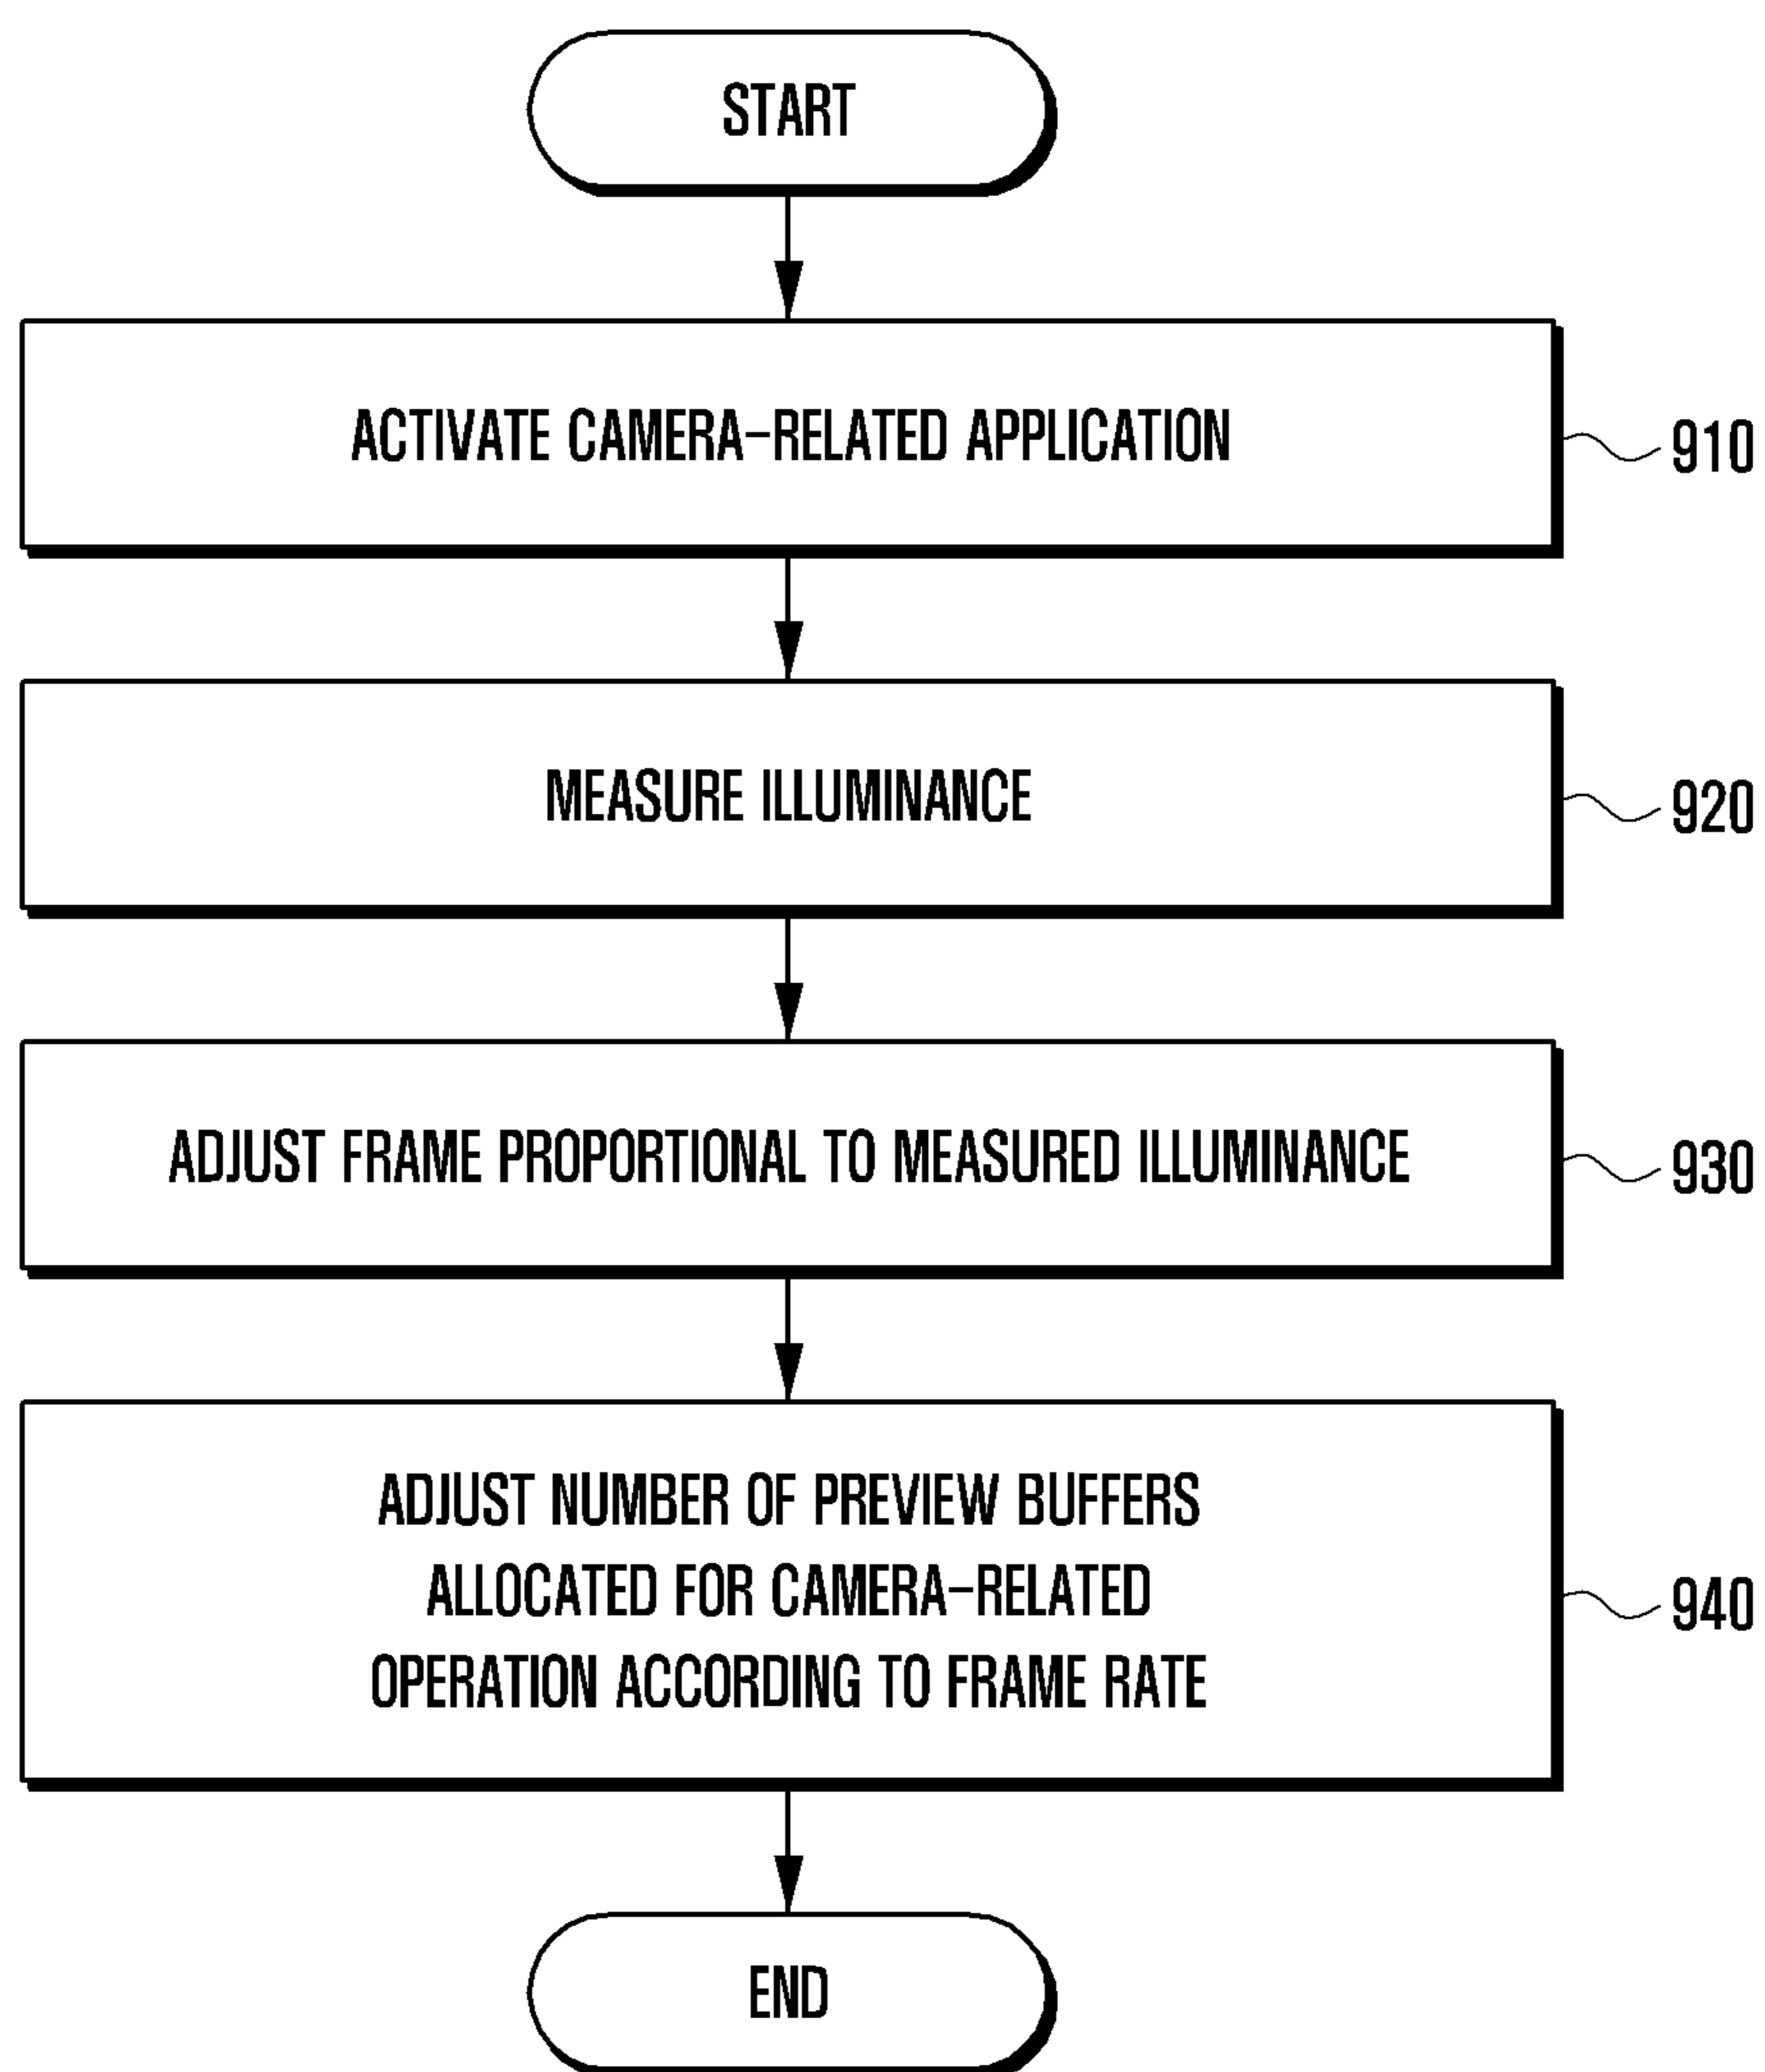 START
ACTIVATE CAMERA-RELATED APPLICATION
910
MEASURE ILLUMINANCE
920
ADJUST FRAME PROPORTIONAL TO MEASURED ILLUMINANCE
930
ADJUST NUMBER OF PREVIEW BUFFERS
ALLOCATED FOR CAMERA-RELATED
OPERATION ACCORDING TO FRAME RATE
940
END